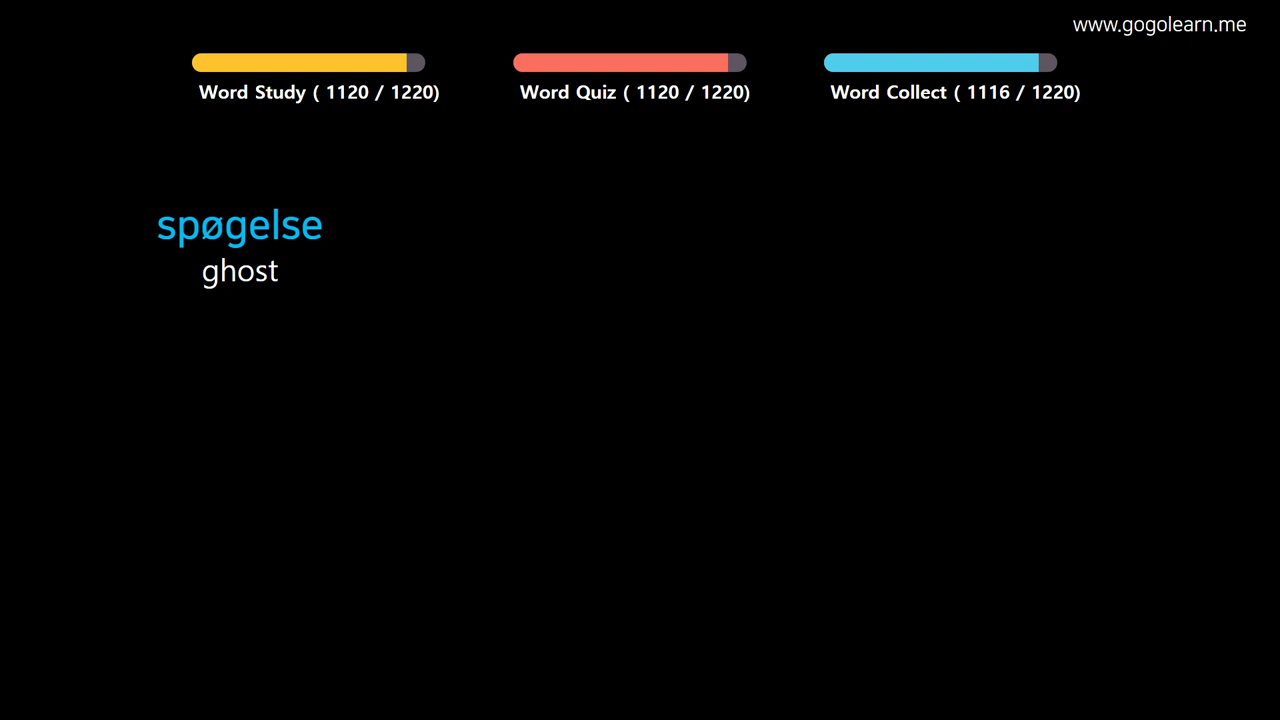 www.gogolearn.me
Word Study ( 1120 / 1220)
Word Quiz ( 1120 / 1220)
Word Collect ( 1116 / 1220)
spøgelse
ghost